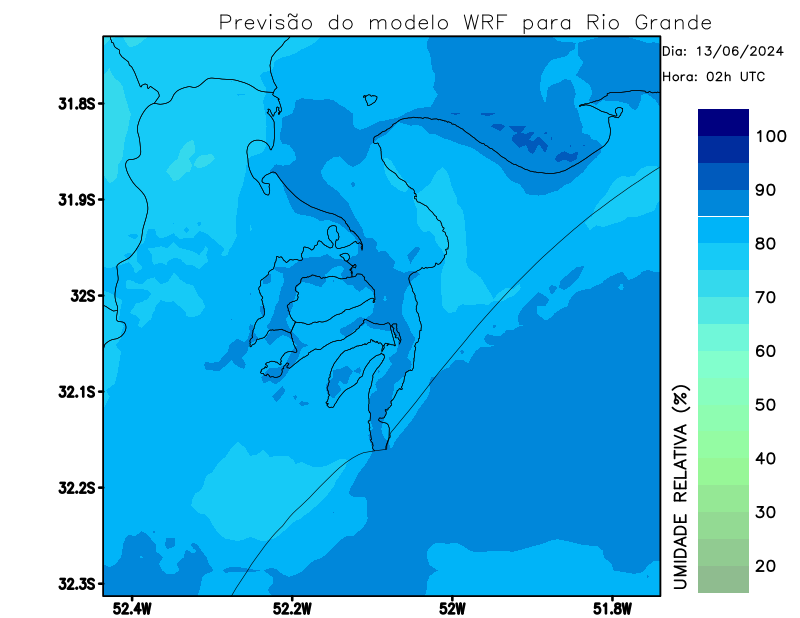 Previsão do modelo WRF para Rio Grande
Dia: 13/06/2024
Hora: 02h UTC
31.8S
31.9S
32S
32.1S
32.2S
32.3S
52.4W
52.2W
52W
51.8W
100
90
80
70
60
50
40
30
20
UMIDADE RELATIVA (%)